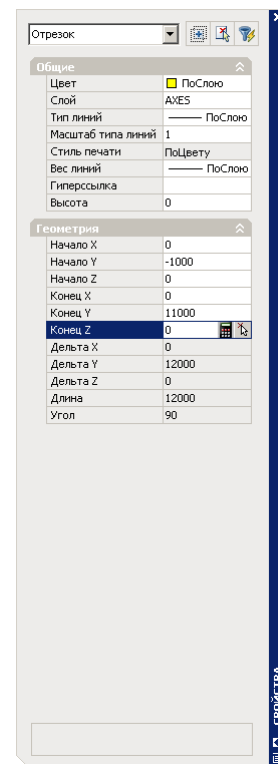 Отрезок
Общие
Цвет ПоСлою
Слой AXES
Тип линий ПоСлою
Масштаб типа линий 1
Стиль печати ПоЦвету
Вес линий ПоСлою
Гиперссылка
Высота 0
Геометрия
Начало X 0
Начало Y -1000
Начало Z 0
Конец X 0
Конец Y 11000
Конец Z 0
Дельта X 0
Дельта Y 12000
Дельта Z 0
Длина 12000
Угол 90
СВОЙСТВА